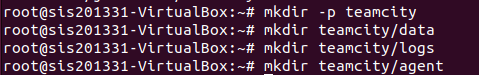 root@sis201331-VirtualBox:~# mkdir -p teamcity
root@sis201331-VirtualBox:~# mkdir teamcity/data
root@sis201331-VirtualBox:~# mkdir teamcity/logs
root@sis201331-VirtualBox:~# mkdir teamcity/agent